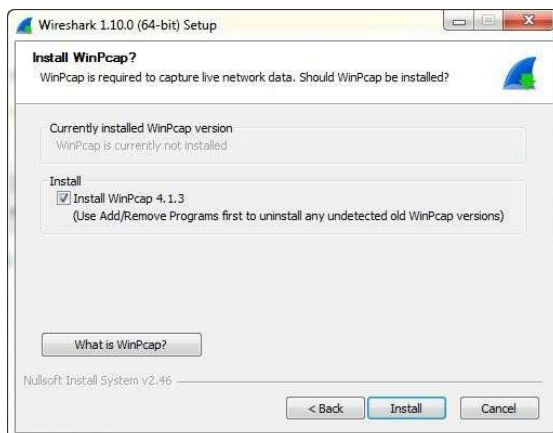 Wireshark 1.10.0 (64-bit) Setup
Install WinPcap?
WinPcap is required to capture live network data. Should WinPcap be installed?
Currently installed WinPcap version
WinPcap is currently not installed
Install
Install WinPcap 4.1.3
(Use Add/Remove Programs first to uninstall any undetected old WinPcap versions)
What is WinPcap?
Nullsoft Install System v2.46
< Back Install Cancel